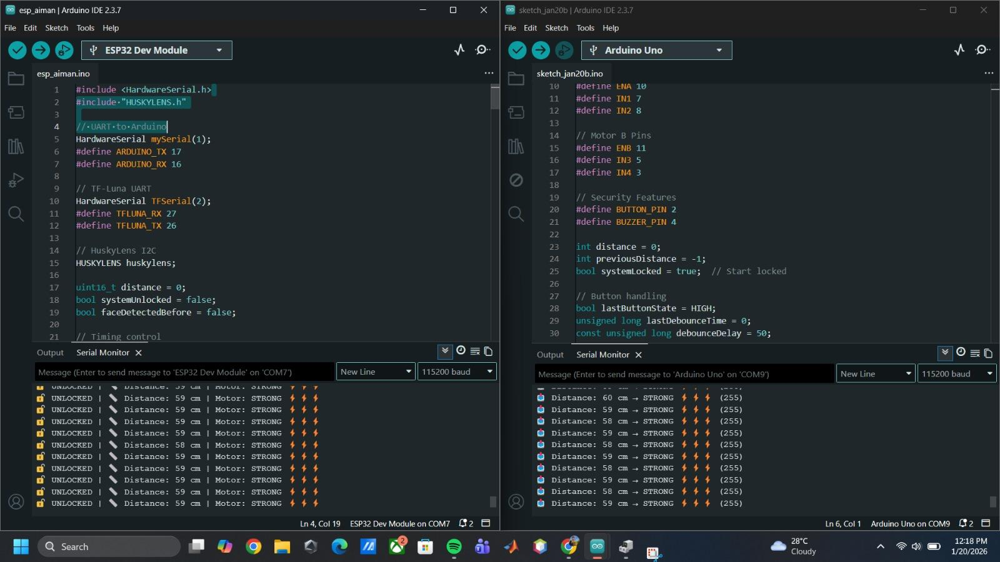 esp_aiman | Arduino IDE 2.3.7
File Edit Sketch Tools Help
ESP32 Dev Module
esp_aiman.ino
1 #include <HardwareSerial.h>
2 #include "HUSKYLENS.h"
3
4 // UART to Arduino
5 HardwareSerial mySerial(1);
6 #define ARDUINO_TX 17
7 #define ARDUINO_RX 16
8
9 // TF-Luna UART
10 HardwareSerial TFSerial(2);
11 #define TFLUNA_RX 27
12 #define TFLUNA_TX 26
13
14 // HuskyLens I2C
15 HUSKYLENS huskylens;
16
17 uint16_t distance = 0;
18 bool systemUnlocked = false;
19 bool faceDetectedBefore = false;
20
21 // Timing control
Output Serial Monitor
Message (Enter to send message to 'ESP32 Dev Module' on 'COM7') New Line 115200 baud
UNLOCKED | Distance: 59 cm | Motor: STRONG
UNLOCKED | Distance: 59 cm | Motor: STRONG
UNLOCKED | Distance: 59 cm | Motor: STRONG
UNLOCKED | Distance: 59 cm | Motor: STRONG
UNLOCKED | Distance: 59 cm | Motor: STRONG
UNLOCKED | Distance: 58 cm | Motor: STRONG
UNLOCKED | Distance: 59 cm | Motor: STRONG
UNLOCKED | Distance: 59 cm | Motor: STRONG
UNLOCKED | Distance: 59 cm | Motor: STRONG
UNLOCKED | Distance: 59 cm | Motor: STRONG
UNLOCKED | Distance: 59 cm | Motor: STRONG
Ln 4, Col 19 ESP32 Dev Module on COM7 2
sketch_jan20b | Arduino IDE 2.3.7
File Edit Sketch Tools Help
Arduino Uno
sketch_jan20b.ino
10 #define ENA 10
11 #define IN1 7
12 #define IN2 8
13
14 // Motor B Pins
15 #define ENB 11
16 #define IN3 5
17 #define IN4 3
18
19 // Security Features
20 #define BUTTON_PIN 2
21 #define BUZZER_PIN 4
22
23 int distance = 0;
24 int previousDistance = -1;
25 bool systemLocked = true; // Start locked
26
27 // Button handling
28 bool lastButtonState = HIGH;
29 unsigned long lastDebounceTime = 0;
30 const unsigned long debounceDelay = 50;
Output Serial Monitor
Message (Enter to send message to 'Arduino Uno' on 'COM9') New Line 115200 baud
Distance: 60 cm → STRONG (255)
Distance: 59 cm → STRONG (255)
Distance: 58 cm → STRONG (255)
Distance: 59 cm → STRONG (255)
Distance: 58 cm → STRONG (255)
Distance: 59 cm → STRONG (255)
Distance: 58 cm → STRONG (255)
Distance: 59 cm → STRONG (255)
Distance: 58 cm → STRONG (255)
Distance: 59 cm → STRONG (255)
Ln 6, Col 1 Arduino Uno on COM9 2
Search
2
28°C
Cloudy
12:18 PM
1/20/2026